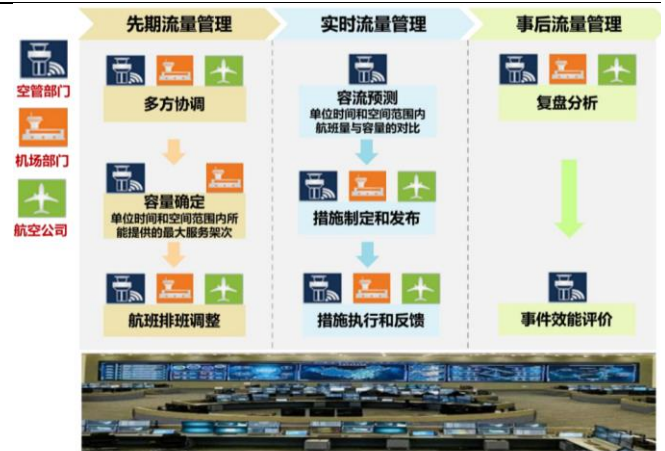 先期流量管理
实时流量管理
事后流量管理
空管部门
机场部门
航空公司
多方协调
容量确定
单位时间和空间范围内所
能提供的最大服务架次
航班排班调整
容流预测
单位时间和空间范围内
航班量与容量的对比
措施制定和发布
措施执行和反馈
复盘分析
事件效能评价